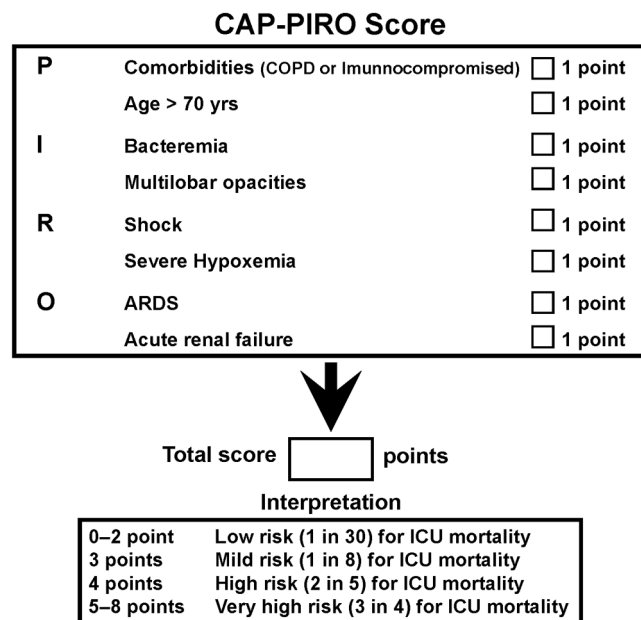 CAP-PIRO Score
P Comorbidities (COPD or Imunnocompromised) 1 point
Age > 70 yrs 1 point
I Bacteremia 1 point
Multilobar opacities 1 point
R Shock 1 point
Severe Hypoxemia 1 point
O ARDS 1 point
Acute renal failure 1 point
Total score points
Interpretation
0–2 point Low risk (1 in 30) for ICU mortality
3 points Mild risk (1 in 8) for ICU mortality
4 points High risk (2 in 5) for ICU mortality
5–8 points Very high risk (3 in 4) for ICU mortality